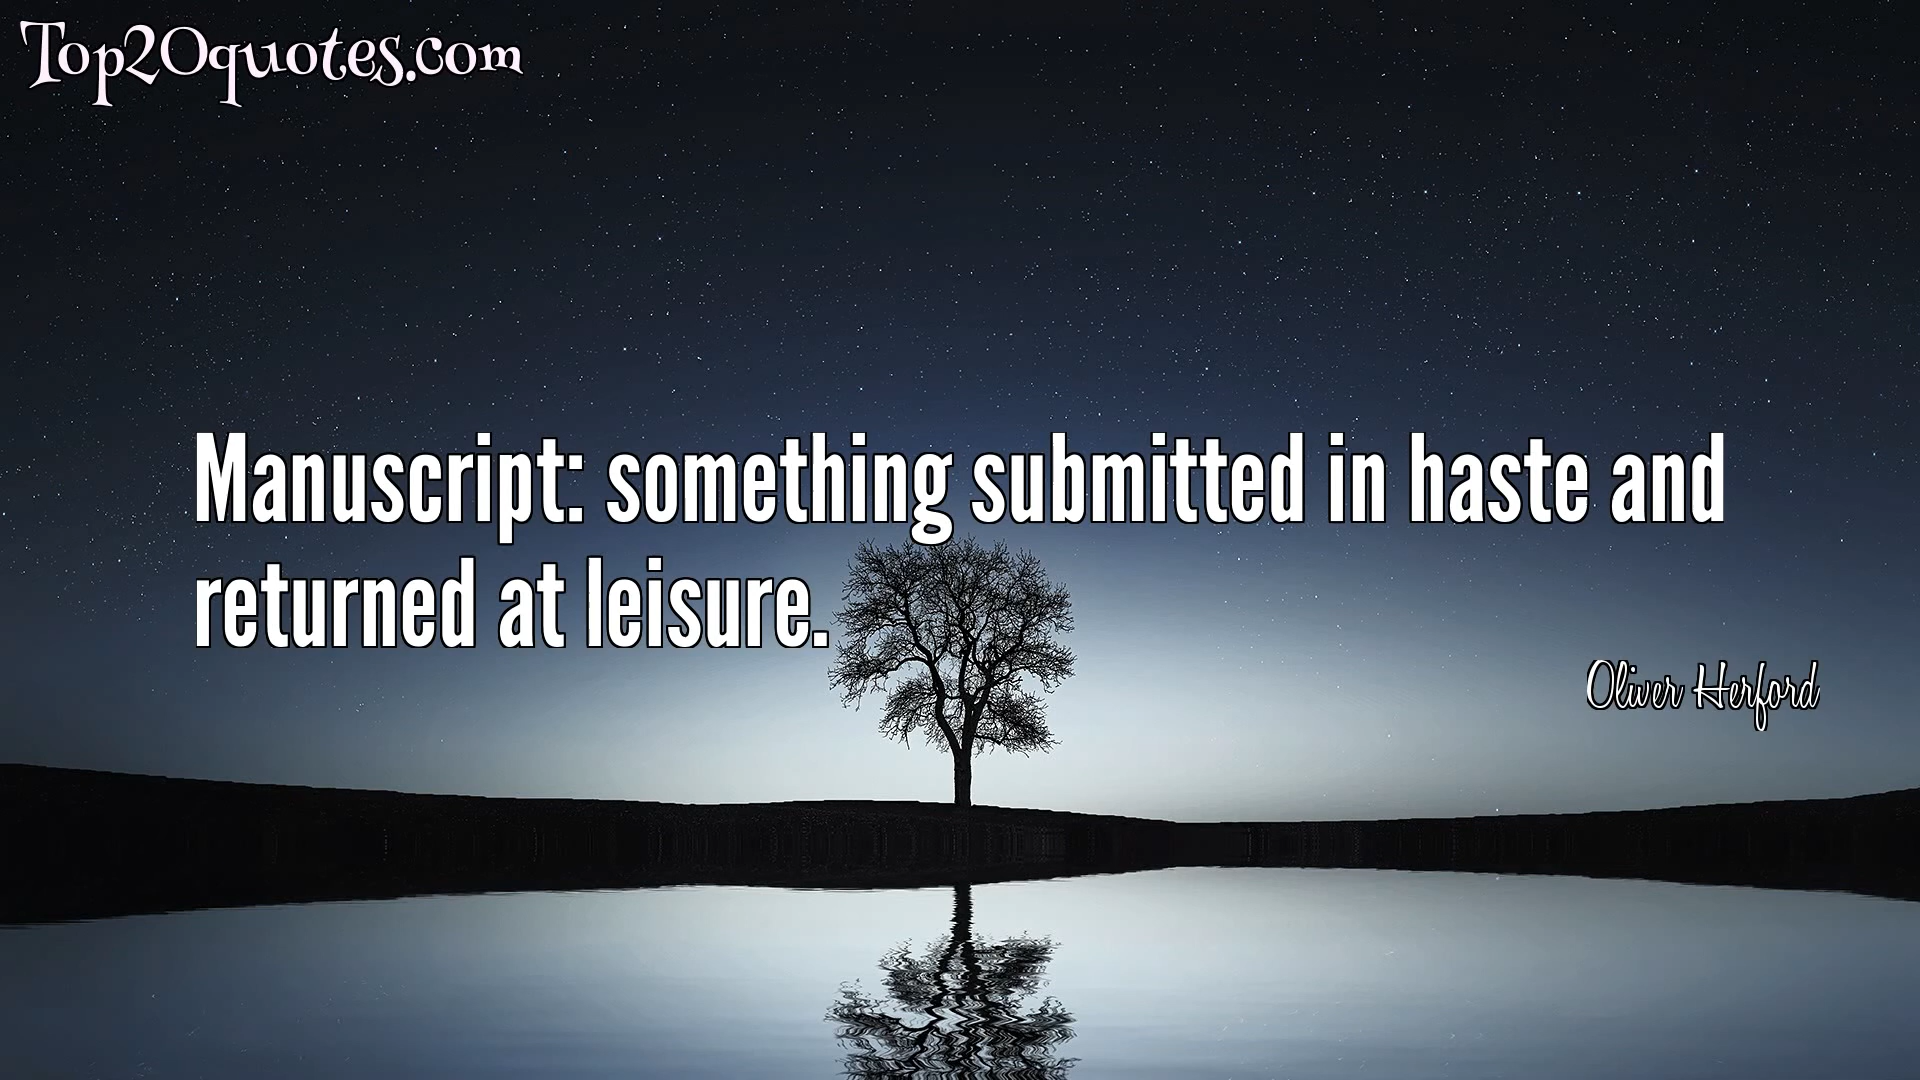 Top20quotes.com
Manuscript: something submitted in haste and
returned at leisure.
Oliver Herford